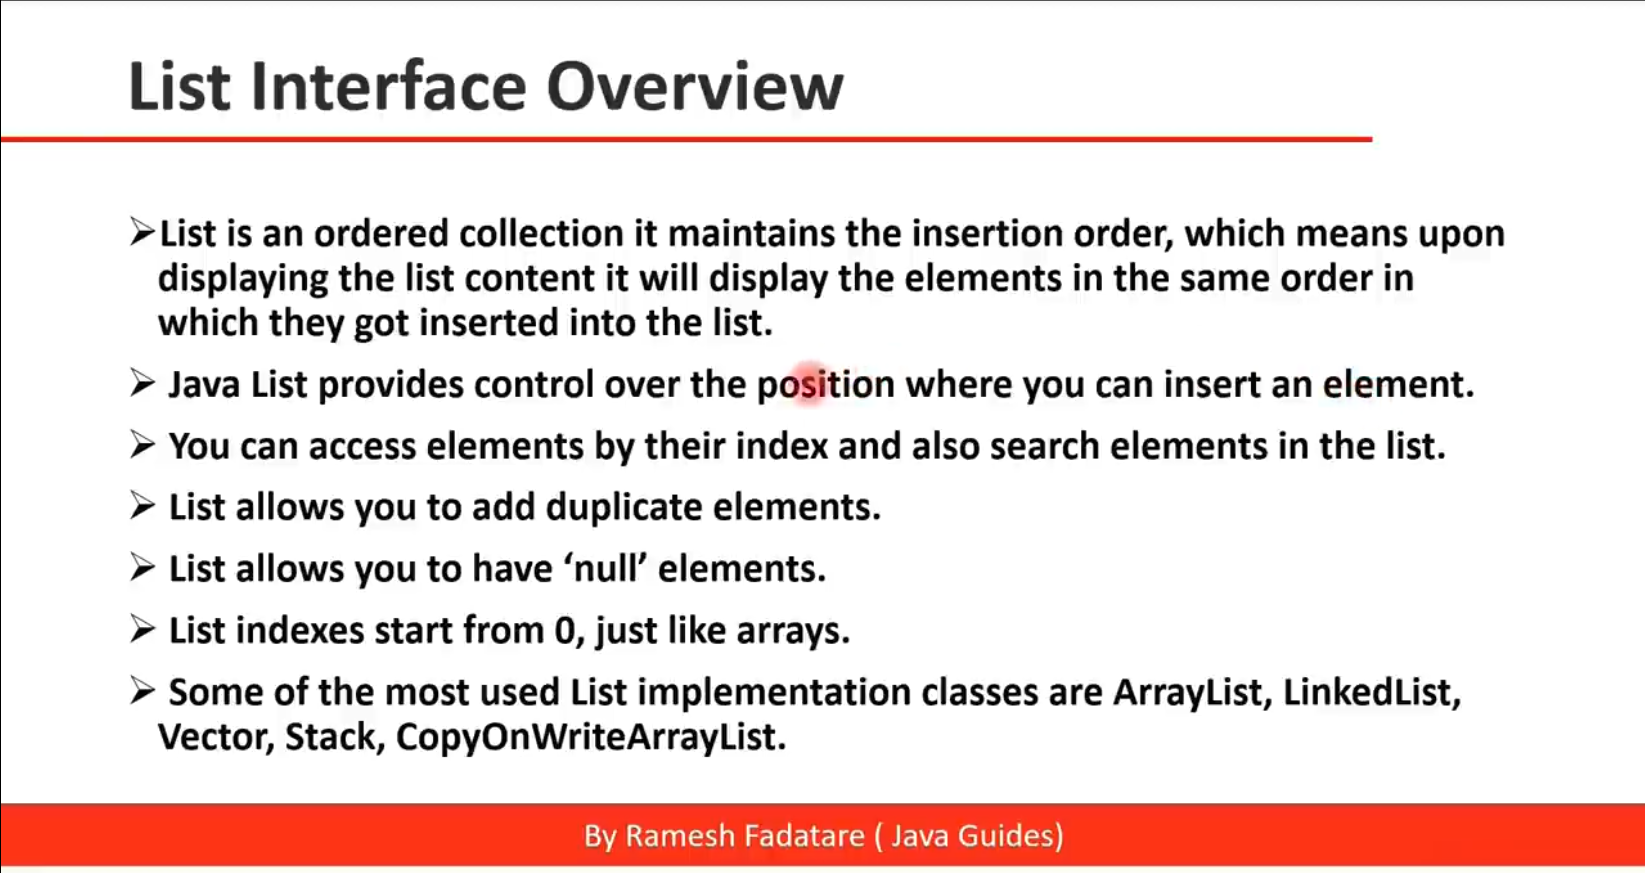 List Interface Overview
➢List is an ordered collection it maintains the insertion order, which means upon
displaying the list content it will display the elements in the same order in
which they got inserted into the list.
➢ Java List provides control over the position where you can insert an element.
➢ You can access elements by their index and also search elements in the list.
➢ List allows you to add duplicate elements.
➢ List allows you to have ‘null’ elements.
➢ List indexes start from 0, just like arrays.
➢ Some of the most used List implementation classes are ArrayList, LinkedList,
Vector, Stack, CopyOnWriteArrayList.
By Ramesh Fadatare ( Java Guides)